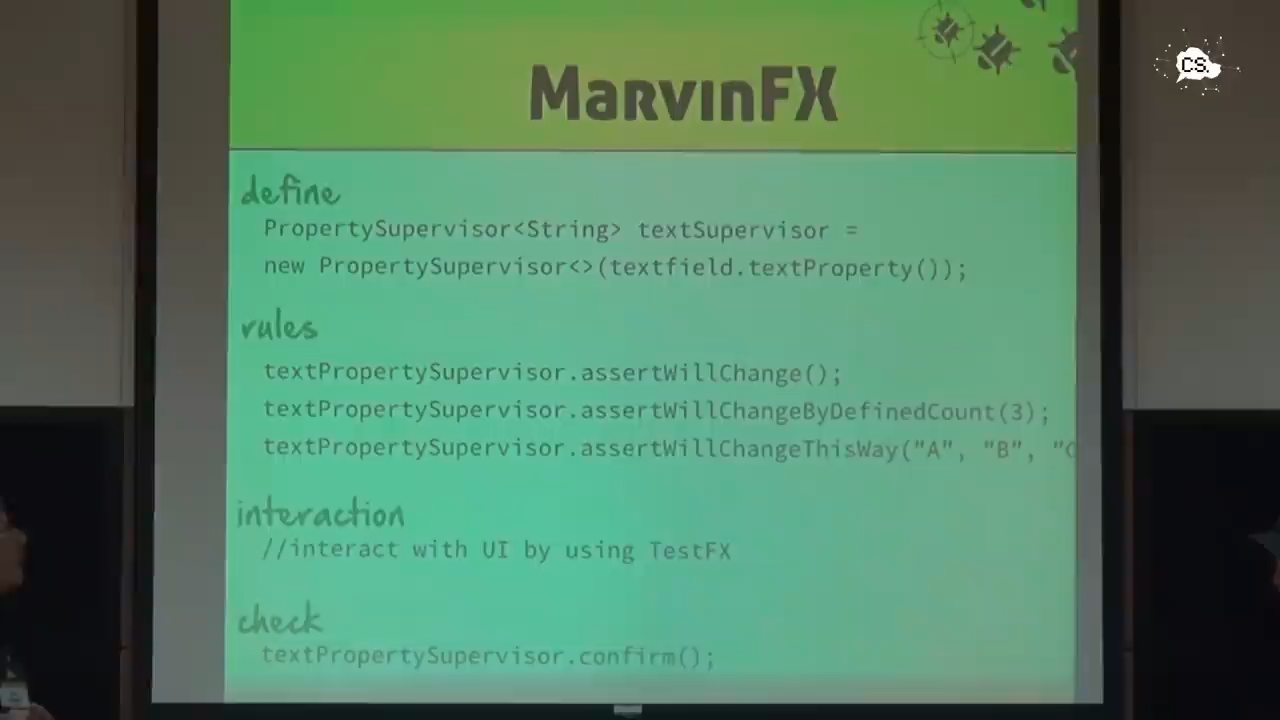 CS.
MarvinFX
define
PropertySupervisor<String> textSupervisor =
new PropertySupervisor<>(textfield.textProperty());
rules
textPropertySupervisor.assertWillChange();
textPropertySupervisor.assertWillChangeByDefinedCount(3);
textPropertySupervisor.assertWillChangeThisWay("A", "B", "
interaction
//interact with UI by using TestFX
check
textPropertySupervisor.confirm();